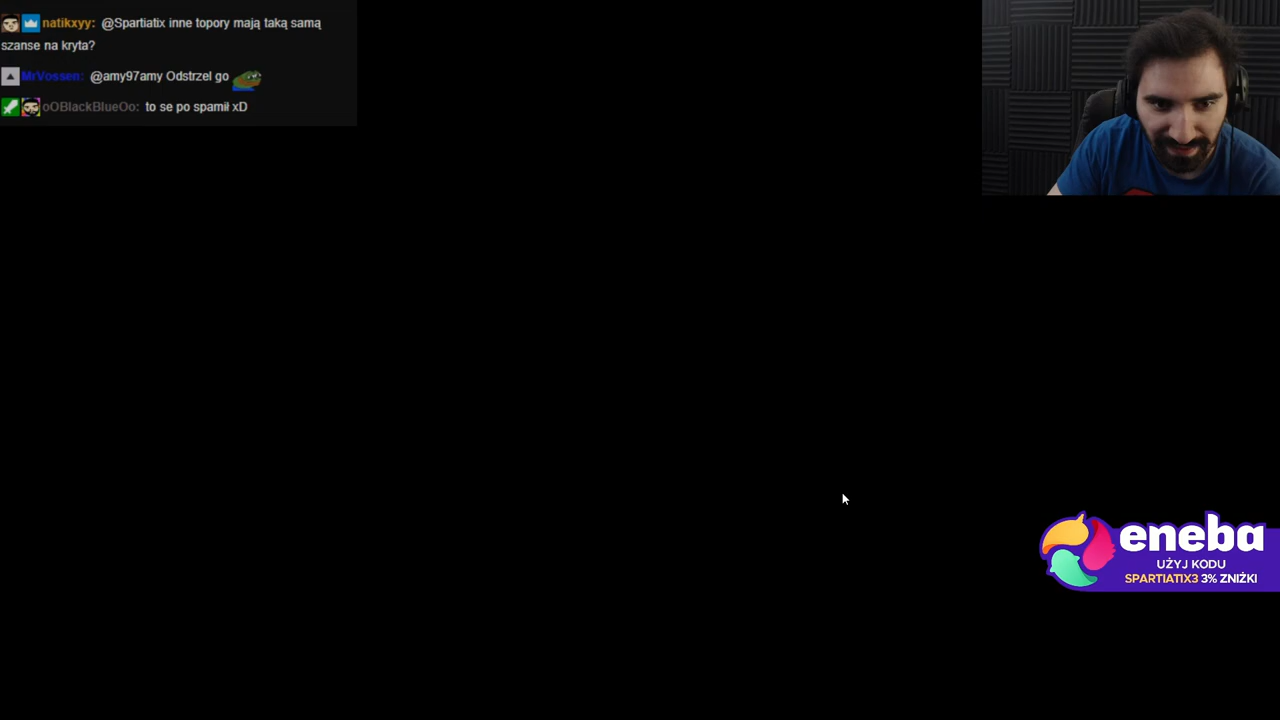 natikxyy: @Spartiatix inne topory mają taką samą
szanse na kryta?
MrVossen: @amy97amy Odstrzel go
oOBlackBlueOo: to se po spamił xD
eneba
UŻYJ KODU
SPARTIATIX3 3% ZNIŻKI